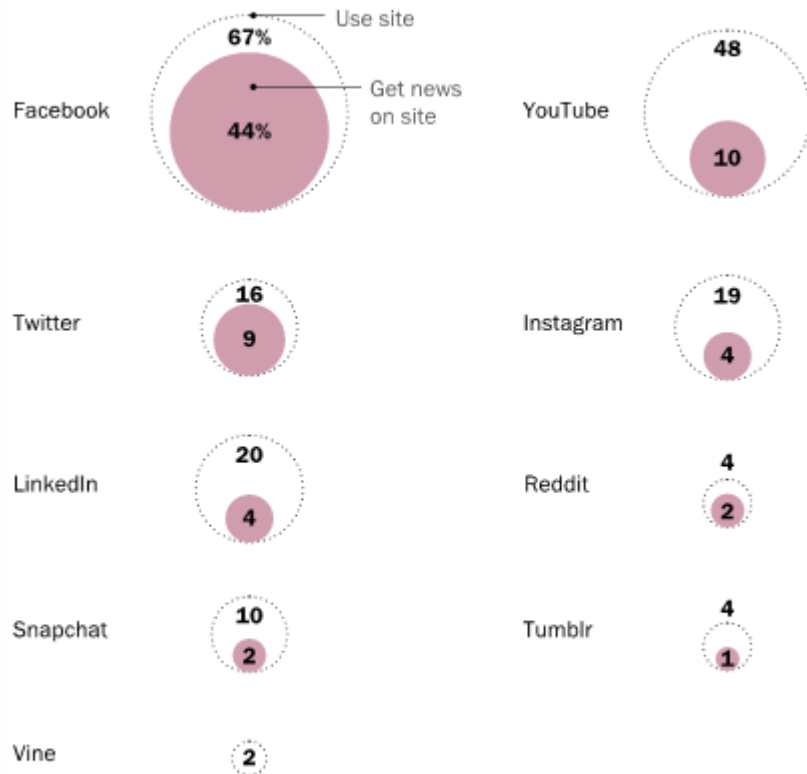 Use site
67%
Get news
on site
Facebook
44%
48
YouTube
10
16
Twitter
9
19
Instagram
4
20
LinkedIn
4
4
Reddit
2
10
Snapchat
2
4
Tumblr
1
Vine
2